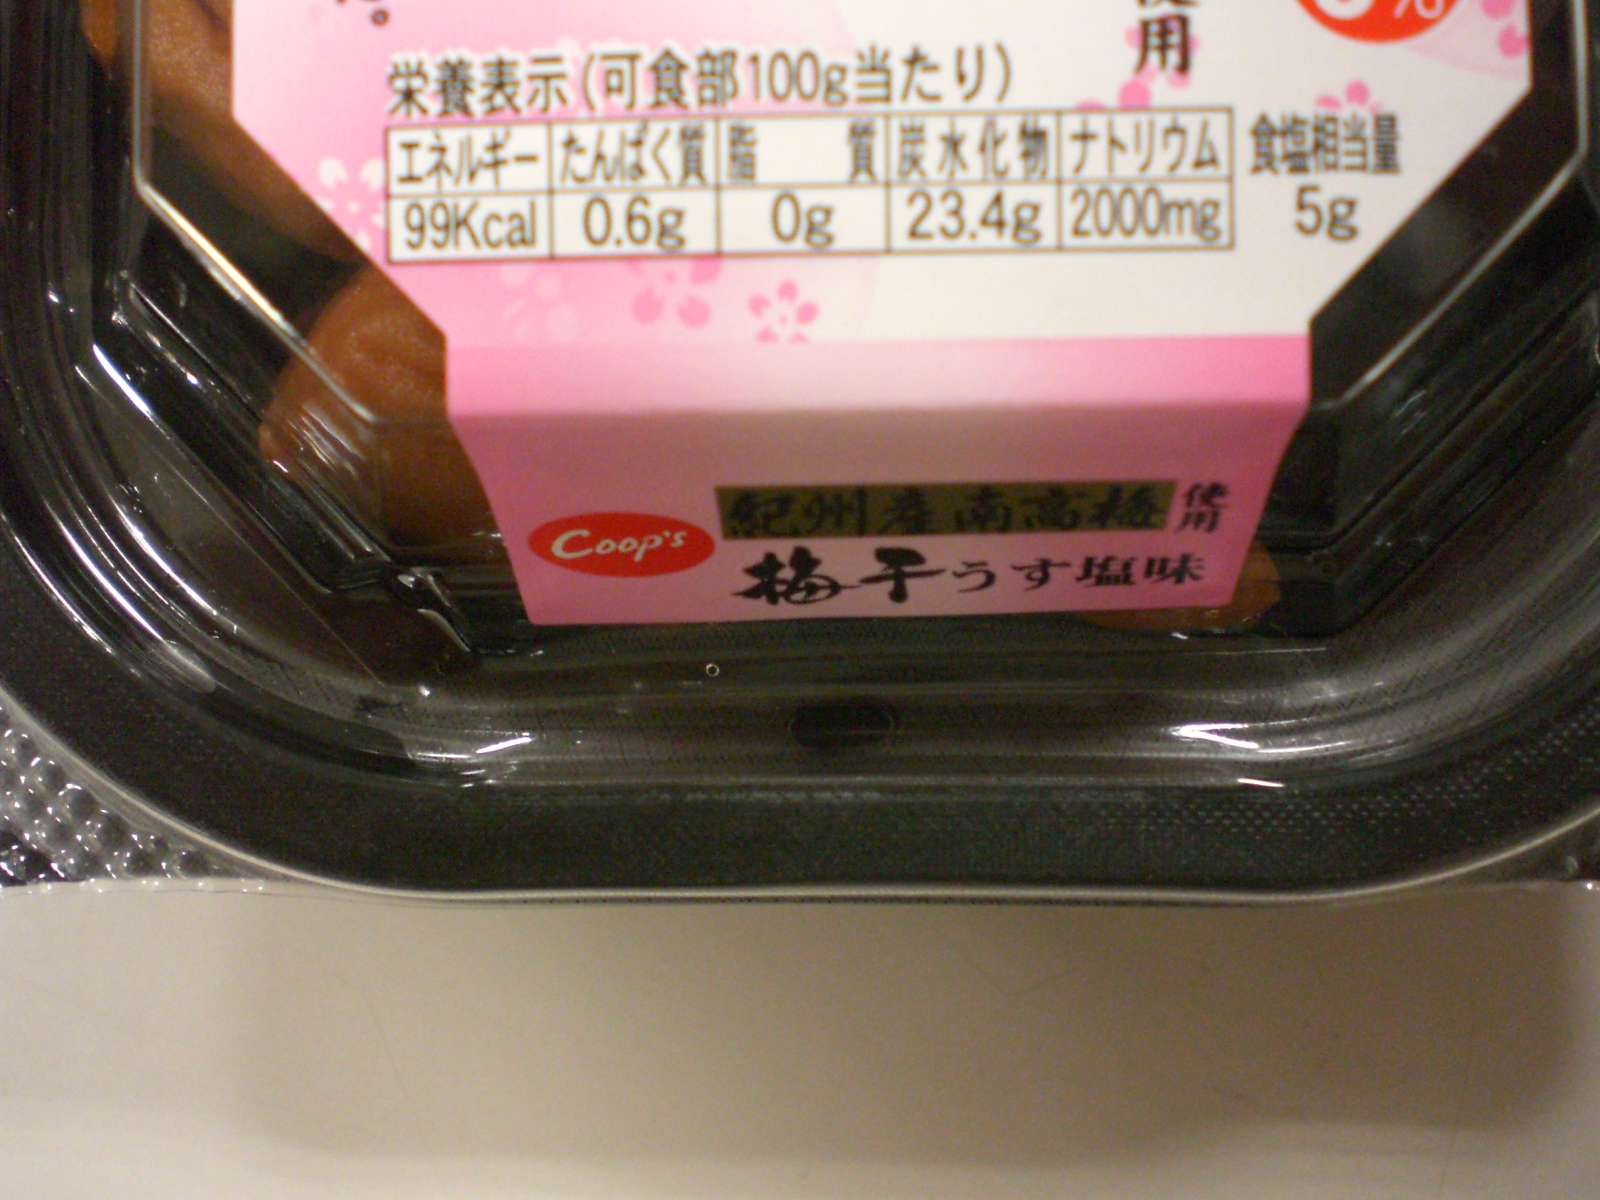 た。
使用
%
栄養表示(可食部100g当たり)
エネルギー たんぱく質 脂質 炭水化物 ナトリウム 食塩相当量
99Kcal 0.6g 0g 23.4g 2000mg 5g
Coop's
紀州産南高梅使用
梅干うす塩味